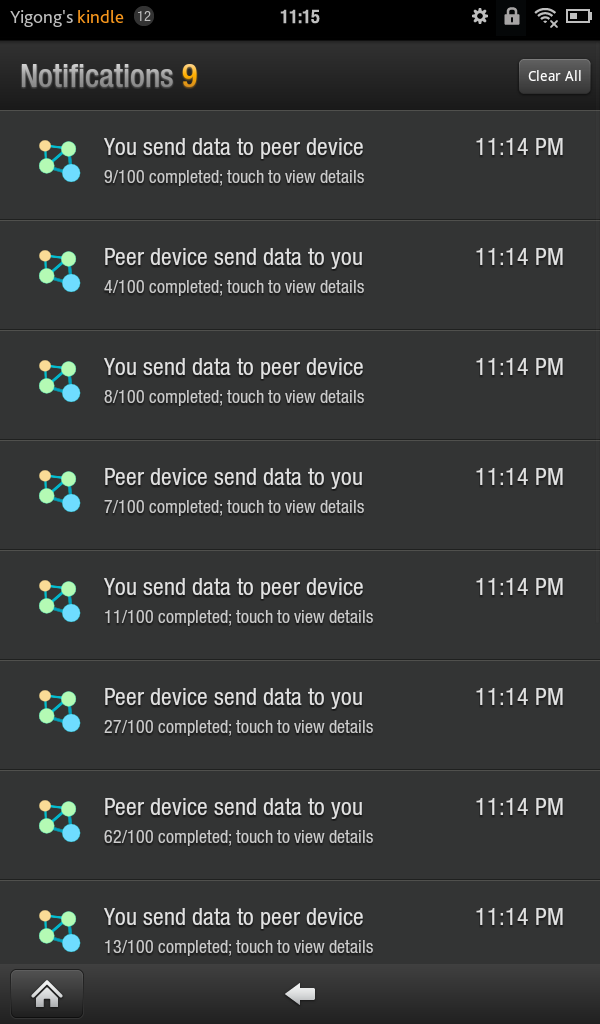 Yigong's kindle 12 11:15
Notifications 9 Clear All
You send data to peer device 11:14 PM
9/100 completed; touch to view details
Peer device send data to you 11:14 PM
4/100 completed; touch to view details
You send data to peer device 11:14 PM
8/100 completed; touch to view details
Peer device send data to you 11:14 PM
7/100 completed; touch to view details
You send data to peer device 11:14 PM
11/100 completed; touch to view details
Peer device send data to you 11:14 PM
27/100 completed; touch to view details
Peer device send data to you 11:14 PM
62/100 completed; touch to view details
You send data to peer device 11:14 PM
13/100 completed; touch to view details